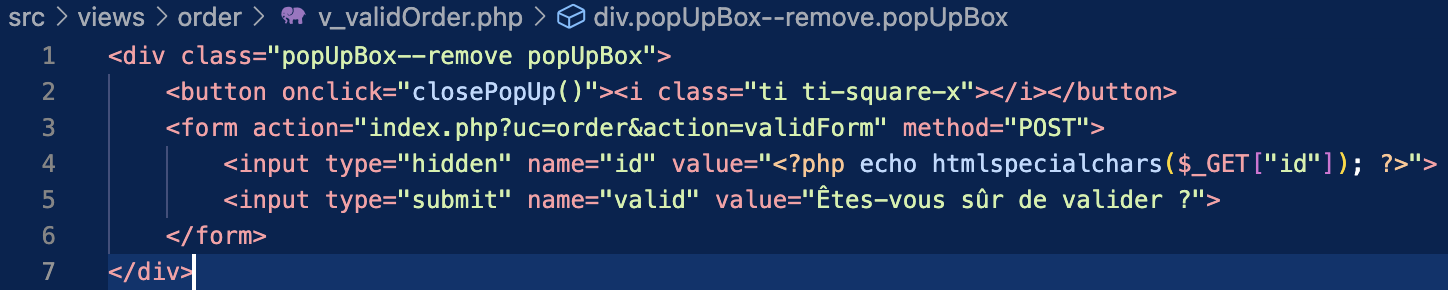 src > views > order > v_validOrder.php > div.popUpBox--remove.popUpBox
1 <div class="popUpBox--remove popUpBox">
2 <button onclick="closePopUp()"><i class="ti ti-square-x"></i></button>
3 <form action="index.php?uc=order&action=validForm" method="POST">
4 <input type="hidden" name="id" value="<?php echo htmlspecialchars($_GET["id"]); ?>">
5 <input type="submit" name="valid" value="Êtes-vous sûr de valider ?">
6 </form>
7 </div>